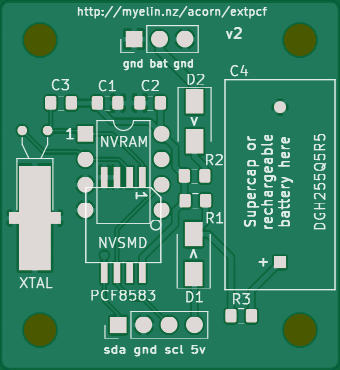 http://myelin.nz/acorn/extpcf
v2
gnd bat gnd
D2
C4
C3
C1
C2
1
NVRAM
Supercap or
rechargeable
battery here
DGH255Q5R5
R2
1
R1
NVSMD
+
XTAL
PCF8583
D1
R3
sda gnd scl 5v